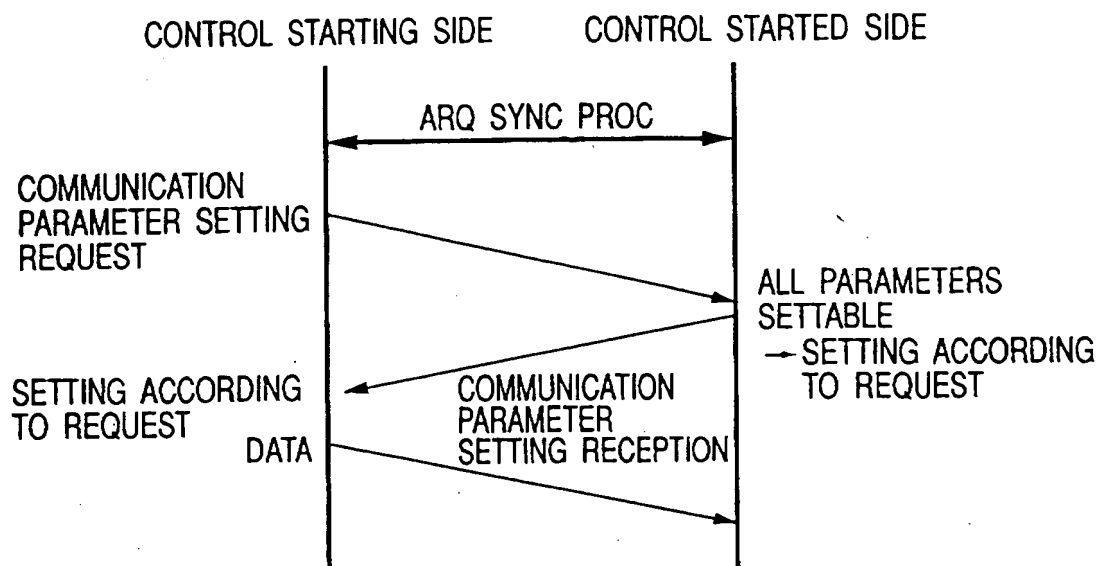 CONTROL STARTING SIDE
CONTROL STARTED SIDE
ARQ SYNC PROC
COMMUNICATION
PARAMETER SETTING
REQUEST
ALL PARAMETERS
SETTABLE
→ SETTING ACCORDING
TO REQUEST
SETTING ACCORDING
TO REQUEST
COMMUNICATION
PARAMETER
SETTING RECEPTION
DATA